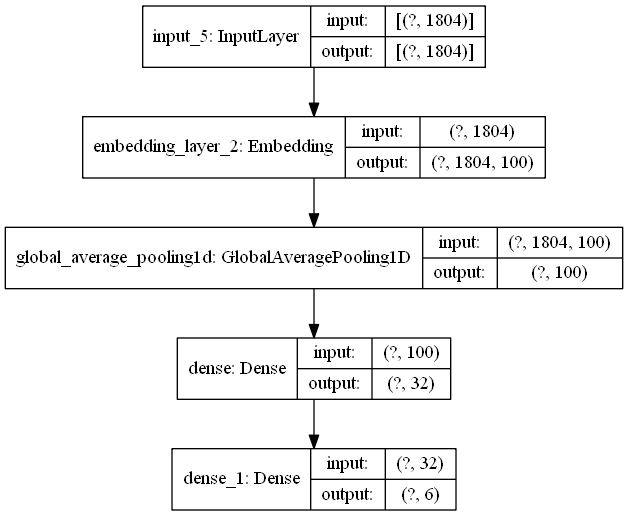 input_5: InputLayer
input: [(?, 1804)]
output: [(?, 1804)]
embedding_layer_2: Embedding
input: (?, 1804)
output: (?, 1804, 100)
global_average_pooling1d: GlobalAveragePooling1D
input: (?, 1804, 100)
output: (?, 100)
dense: Dense
input: (?, 100)
output: (?, 32)
dense_1: Dense
input: (?, 32)
output: (?, 6)